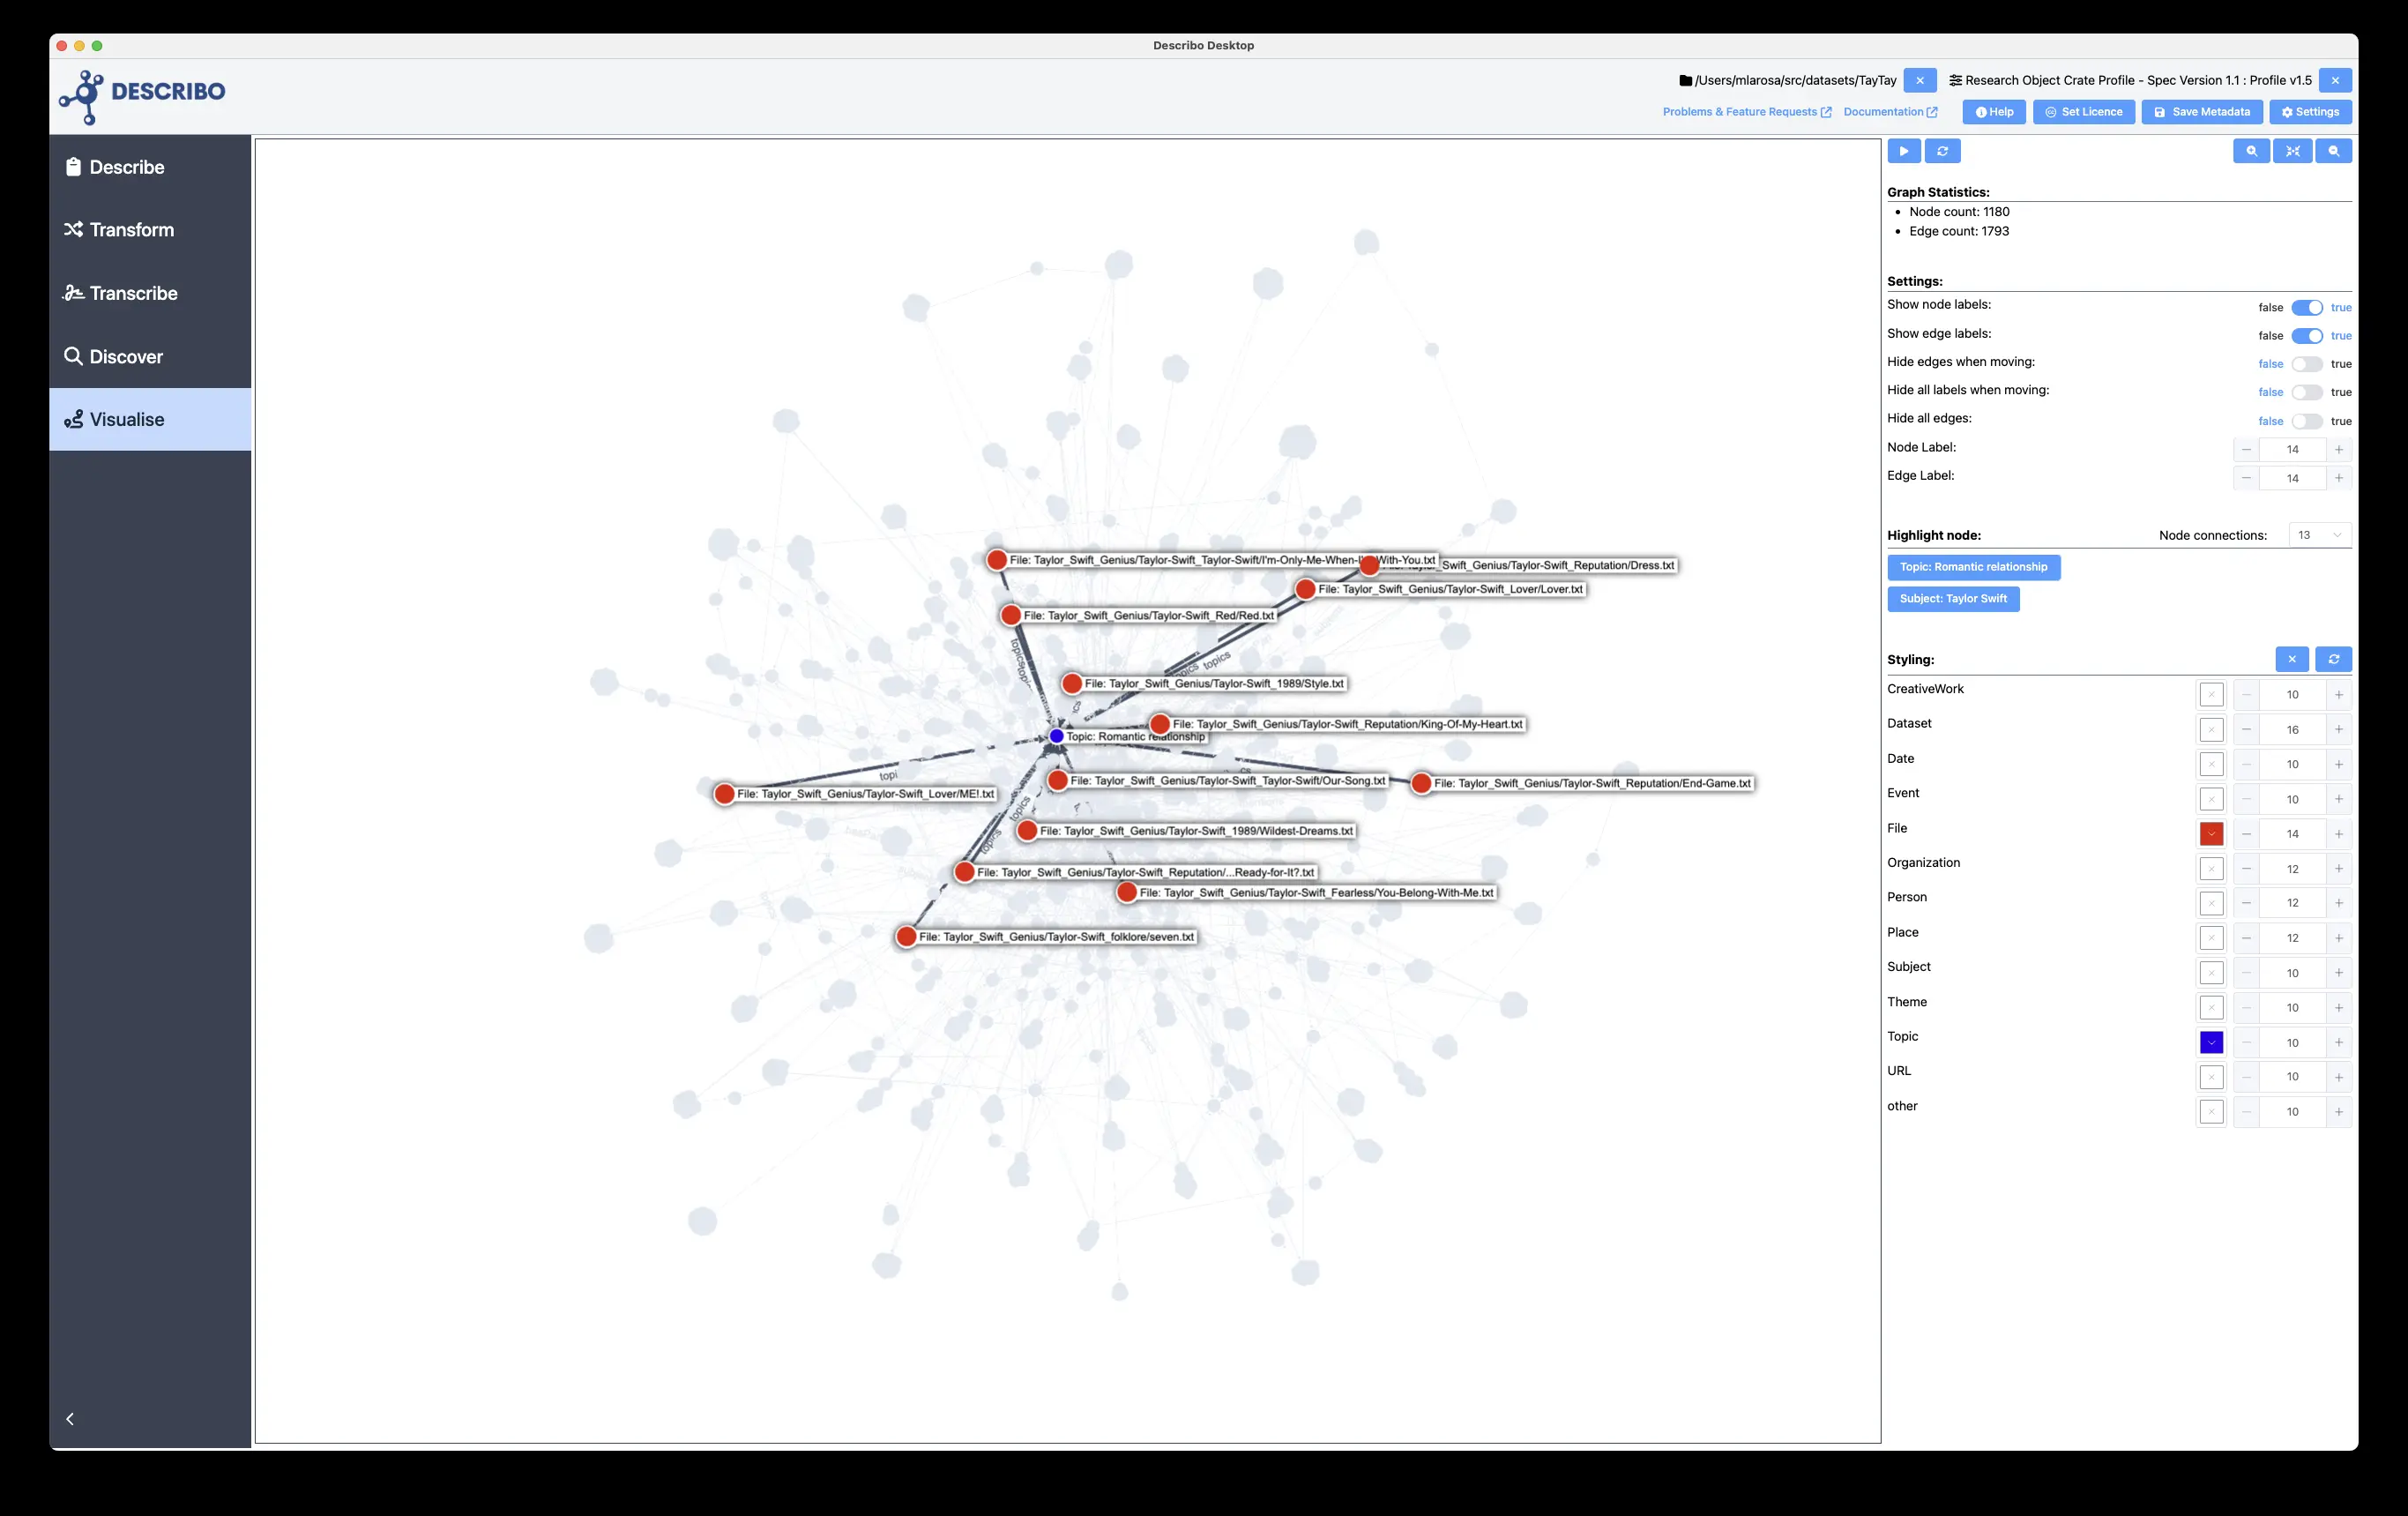 Describo Desktop
DESCRIBO
/Users/mlarosa/src/datasets/TayTay
Research Object Crate Profile - Spec Version 1.1 : Profile v1.5
Problems & Feature Requests
Documentation
Help
Set Licence
Save Metadata
Settings
Describe
Transform
Transcribe
Discover
Visualise
File: Taylor_Swift_Genius/Taylor-Swift_Taylor-Swift/I'm-Only-Me-When- With-You.txt
Swift_Genius/Taylor-Swift_Reputation/Dress.txt
File: Taylor_Swift_Genius/Taylor-Swift_Lover/Lover.txt
File: Taylor_Swift_Genius/Taylor-Swift_Red/Red.txt
topics
topics
File: Taylor_Swift_Genius/Taylor-Swift_1989/Style.txt
File: Taylor_Swift_Genius/Taylor-Swift_Reputation/King-Of-My-Heart.txt
Topic: Romantic relationship
topi
File: Taylor_Swift_Genius/Taylor-Swift_Taylor-Swift/Our-Song.txt
File: Taylor_Swift_Genius/Taylor-Swift_Reputation/End-Game.txt
File: Taylor_Swift_Genius/Taylor-Swift_Lover/ME!.txt
topics
File: Taylor_Swift_Genius/Taylor-Swift_1989/Wildest-Dreams.txt
topics
File: Taylor_Swift_Genius/Taylor-Swift_Reputation/...Ready-for-It?.txt
File: Taylor_Swift_Genius/Taylor-Swift_Fearless/You-Belong-With-Me.txt
File: Taylor_Swift_Genius/Taylor-Swift_folklore/seven.txt
Graph Statistics:
Node count: 1180
Edge count: 1793
Settings:
Show node labels: false true
Show edge labels: false true
Hide edges when moving: false true
Hide all labels when moving: false true
Hide all edges: false true
Node Label: 14
Edge Label: 14
Highlight node: Node connections: 13
Topic: Romantic relationship
Subject: Taylor Swift
Styling:
CreativeWork 10
Dataset 16
Date 10
Event 10
File 14
Organization 12
Person 12
Place 12
Subject 10
Theme 10
Topic 10
URL 10
other 10